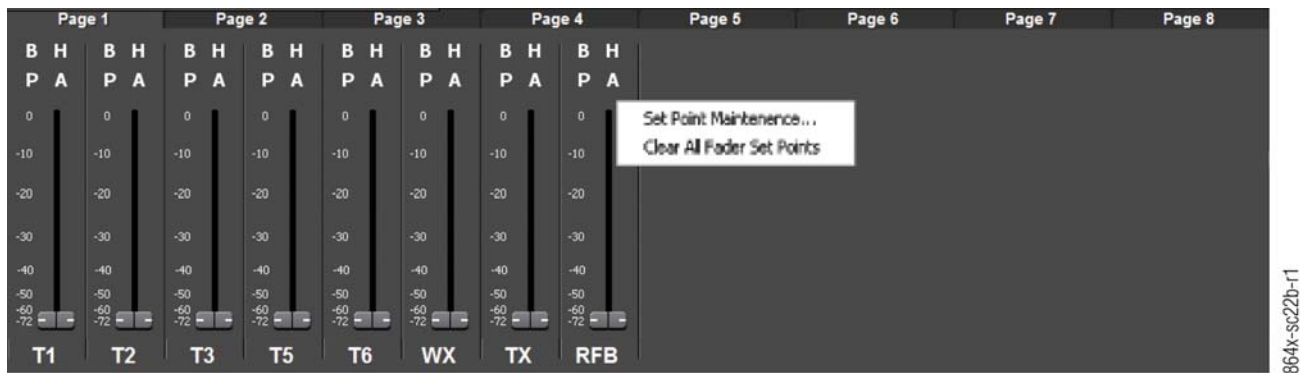 Page 1 Page 2 Page 3 Page 4 Page 5 Page 6 Page 7 Page 8
B H B H B H B H B H B H B H B H
P A P A P A P A P A P A P A P A
0 0 0 0 0 0 0 0 Set Point Maintenence...
-10 -10 -10 -10 -10 -10 -10 -10 Clear All Fader Set Points
-20 -20 -20 -20 -20 -20 -20 -20
-30 -30 -30 -30 -30 -30 -30 -30
-40 -40 -40 -40 -40 -40 -40 -40
-50 -50 -50 -50 -50 -50 -50 -50
-60 -60 -60 -60 -60 -60 -60 -60
-72 -72 -72 -72 -72 -72 -72 -72
T1 T2 T3 T5 T6 WX TX RFB
864x-sc22b-r1